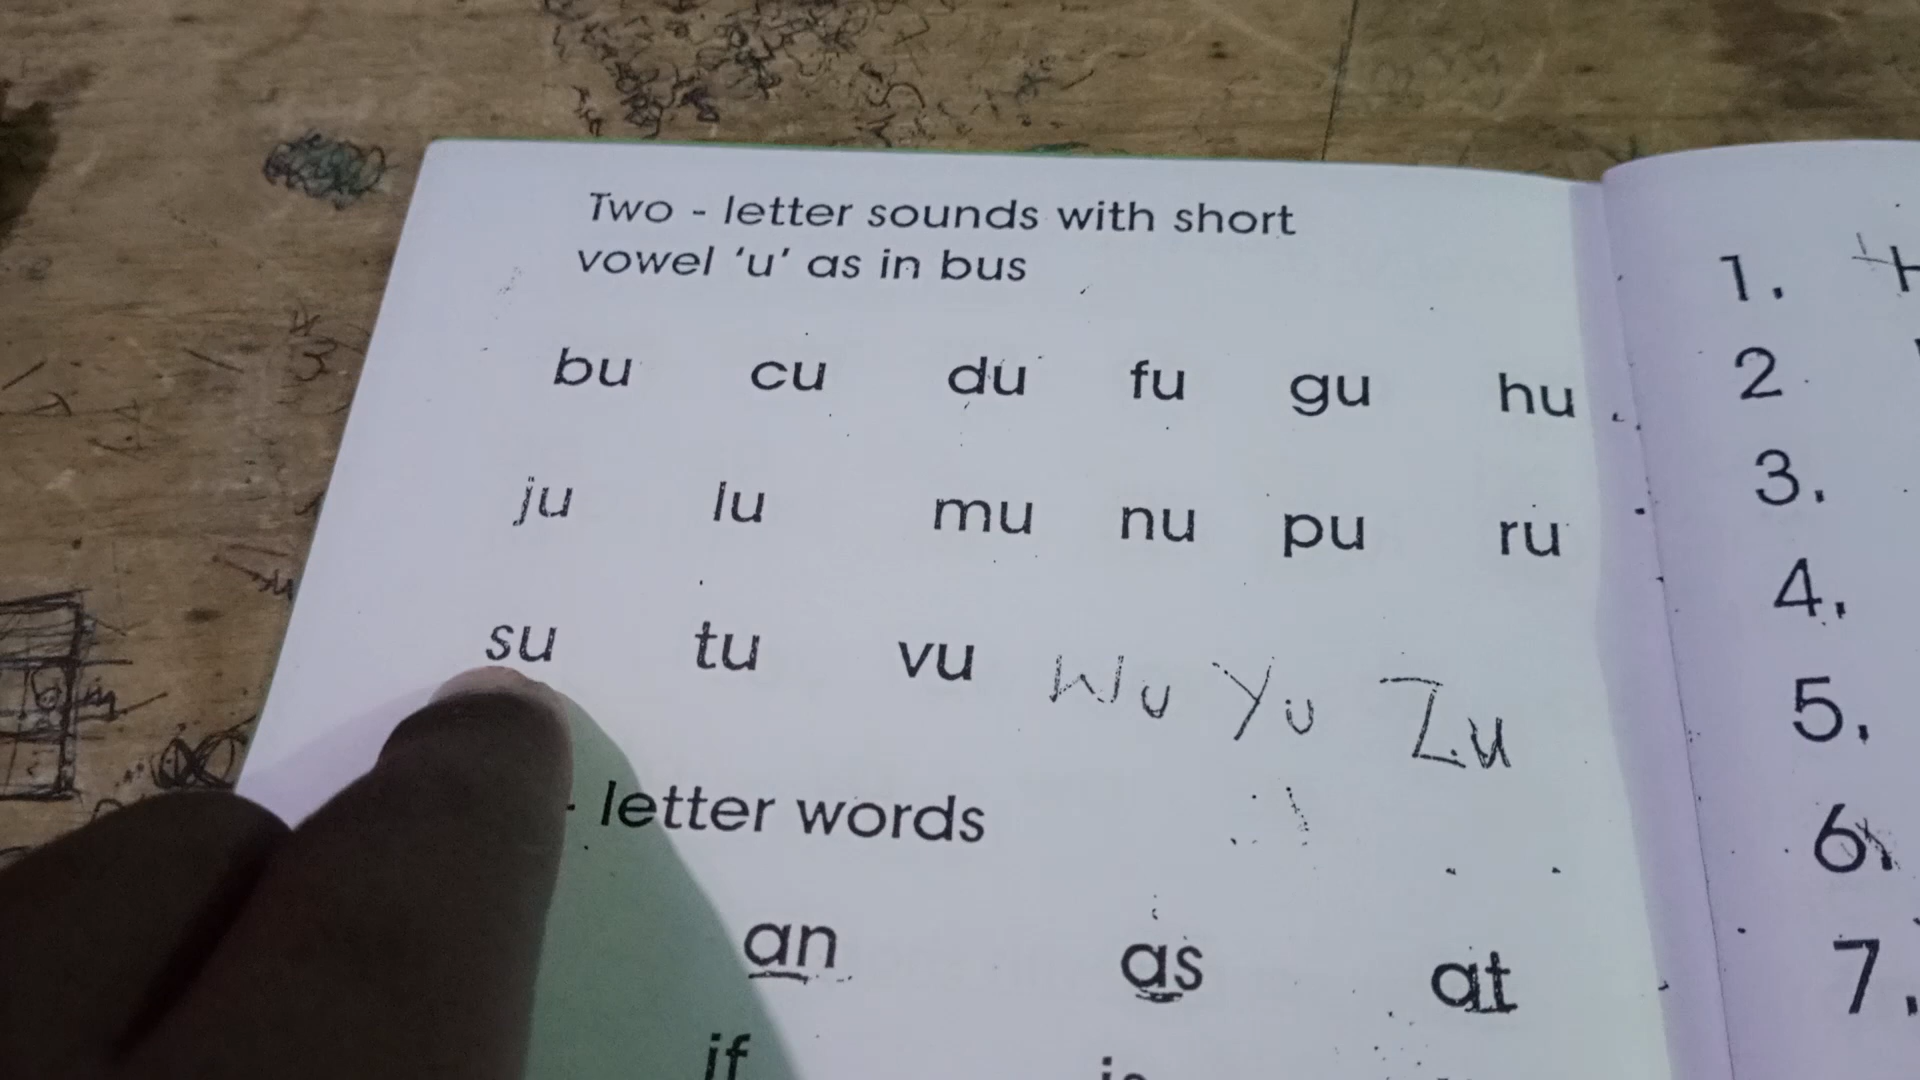 Two - letter sounds with short
vowel ‘u’ as in bus
bu cu du fu gu hu
ju lu mu nu pu ru
su tu vu Wu Yu Zu
- letter words
an as at
if
1.
2
3.
4.
5.
6.
7.